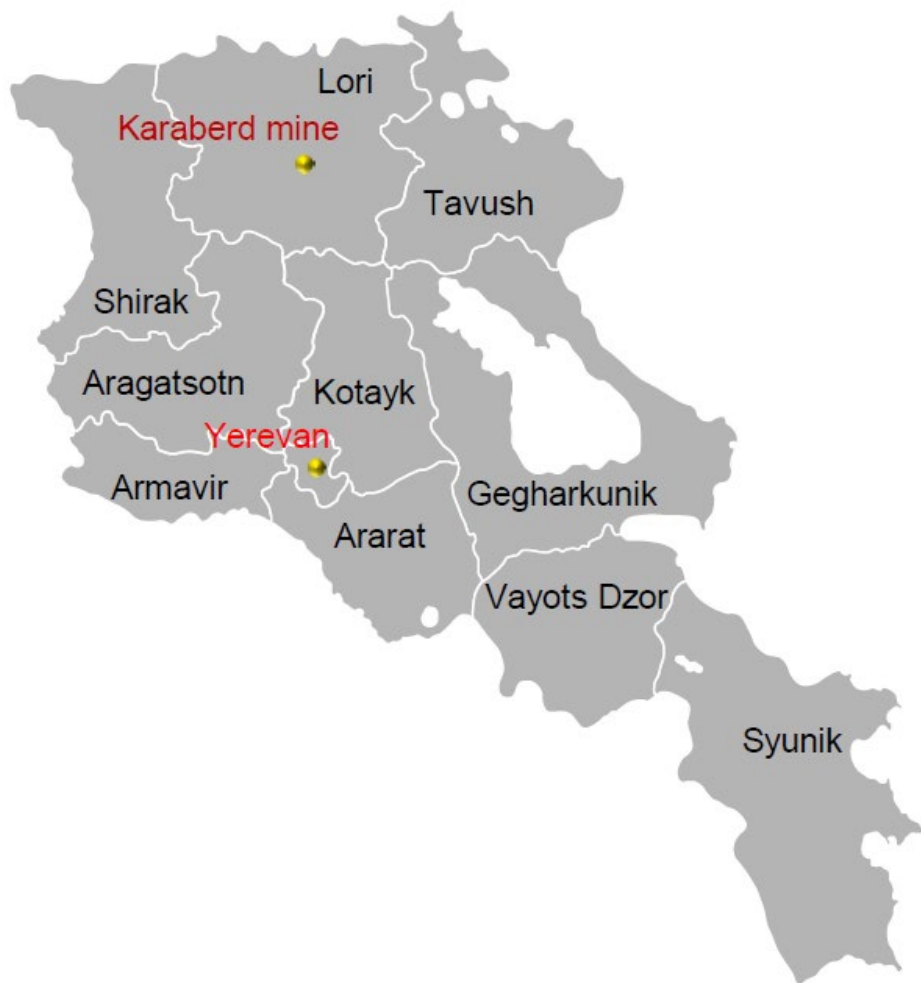 Lori
Karaberd mine
Tavush
Shirak
Aragatsotn
Kotayk
Yerevan
Armavir
Gegharkunik
Ararat
Vayots Dzor
Syunik